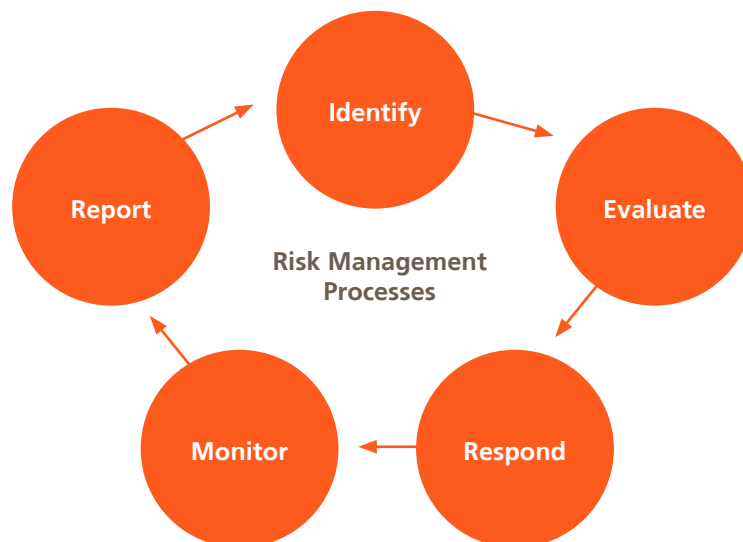 Identify
Evaluate
Respond
Monitor
Report
Risk Management
Processes